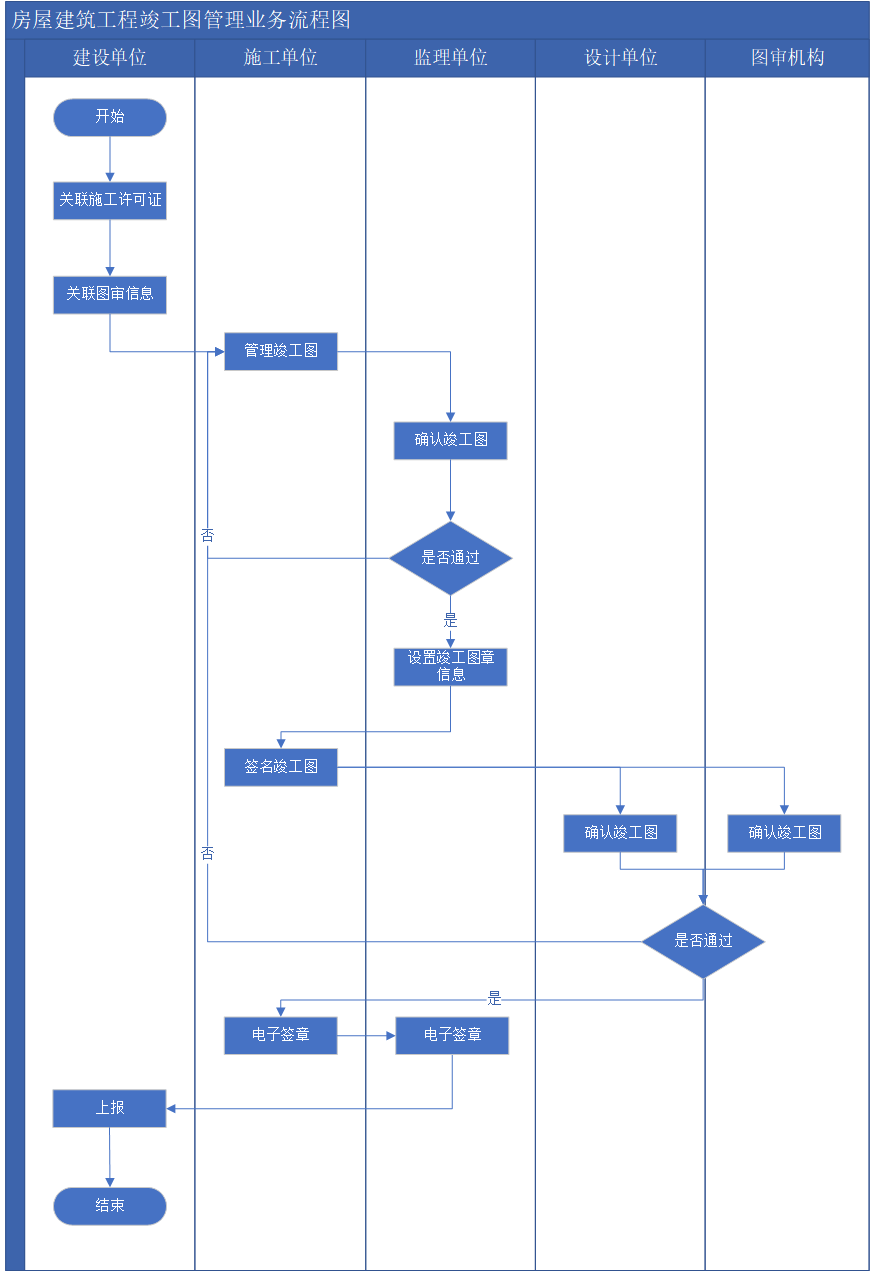 房屋建筑工程竣工图管理业务流程图
建设单位
施工单位
监理单位
设计单位
图审机构
开始
关联施工许可证
关联图审信息
管理竣工图
确认竣工图
否
是否通过
是
设置竣工图章
信息
签名竣工图
确认竣工图
确认竣工图
否
是否通过
是
电子签章
电子签章
上报
结束